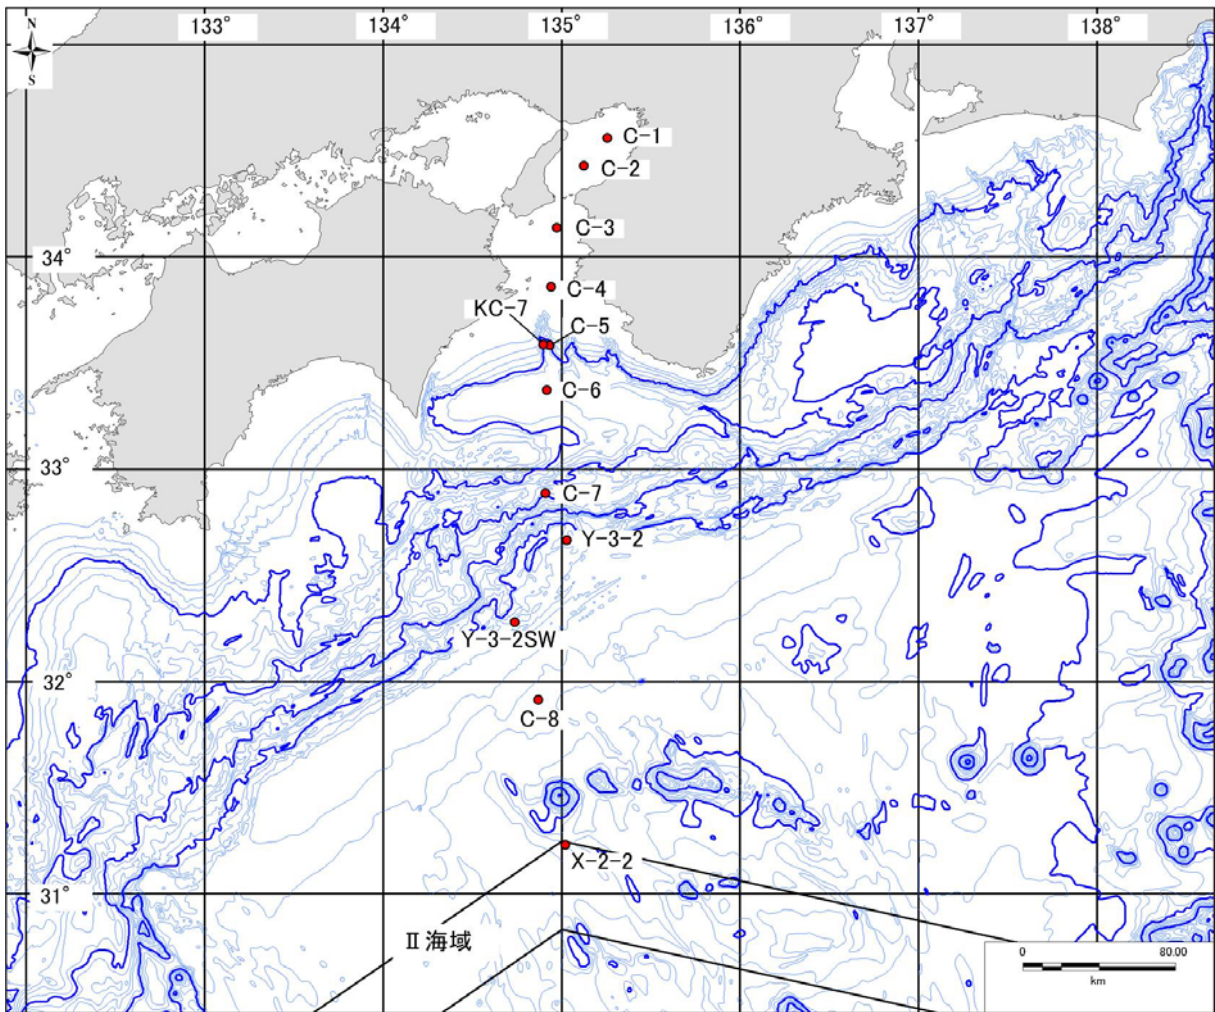 133° 134° 135° 136° 137° 138°
N
S
C-1
C-2
C-3
34°
C-4
KC-7
C-5
C-6
33°
C-7
Y-3-2
Y-3-2SW
32°
C-8
X-2-2
31°
Ⅱ海域
0 80.00
km